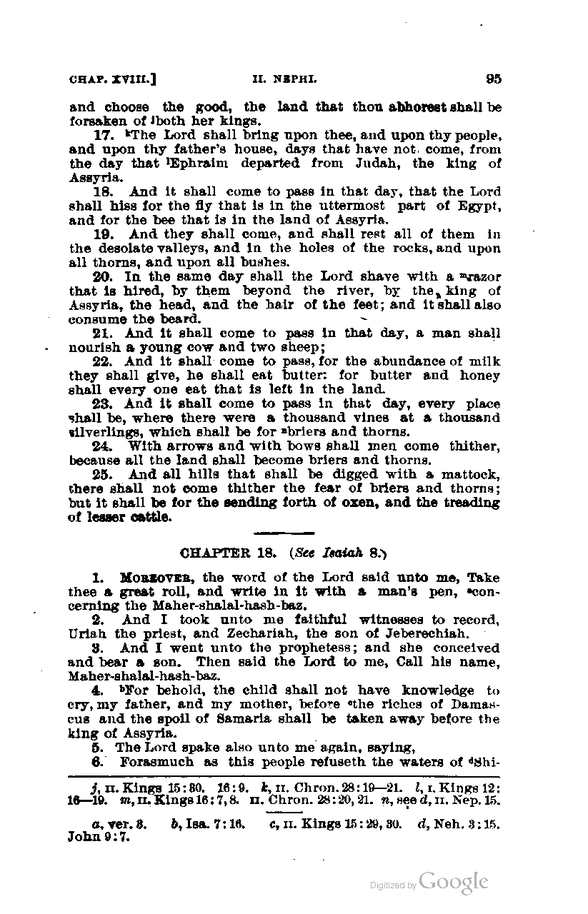 CHAP. XVIII.] II. NEPHI. 95
and choose the good, the land that thou abhorest shall be
forsaken of ʲboth her kings.
17. ᵏThe Lord shall bring upon thee, and upon thy people,
and upon thy father's house, days that have not come, from
the day that ˡEphraim departed from Judah, the king of
Assyria.
18. And it shall come to pass in that day, that the Lord
shall hiss for the fly that is in the uttermost part of Egypt,
and for the bee that is in the land of Assyria.
19. And they shall come, and shall rest all of them in
the desolate valleys, and in the holes of the rocks, and upon
all thorns, and upon all bushes.
20. In the same day shall the Lord shave with a ᵐrazor
that is hired, by them beyond the river, by the king of
Assyria, the head, and the hair of the feet; and it shall also
consume the beard.
21. And it shall come to pass in that day, a man shall
nourish a young cow and two sheep;
22. And it shall come to pass, for the abundance of milk
they shall give, he shall eat butter: for butter and honey
shall every one eat that is left in the land.
23. And it shall come to pass in that day, every place
shall be, where there were a thousand vines at a thousand
silverlings, which shall be for ⁿbriers and thorns.
24. With arrows and with bows shall men come thither,
because all the land shall become briers and thorns.
25. And all hills that shall be digged with a mattock,
there shall not come thither the fear of briers and thorns;
but it shall be for the sending forth of oxen, and the treading
of lesser cattle.
CHAPTER 18. (See Isaiah 8.)
1. MOREOVER, the word of the Lord said unto me, Take
thee a great roll, and write in it with a man's pen, ᵃcon-
cerning the Maher-shalal-hash-baz.
2. And I took unto me faithful witnesses to record,
Uriah the priest, and Zechariah, the son of Jeberechiah.
3. And I went unto the prophetess; and she conceived
and bear a son. Then said the Lord to me, Call his name,
Maher-shalal-hash-baz.
4. ᵇFor behold, the child shall not have knowledge to
cry, my father, and my mother, before ᶜthe riches of Damas-
cus and the spoil of Samaria shall be taken away before the
king of Assyria.
5. The Lord spake also unto me again, saying,
6. Forasmuch as this people refuseth the waters of ᵈShi-
j, II. Kings 15:30. 16:9. k, II. Chron. 28:19—21. l, I. Kings 12:
16—19. m, II. Kings 16:7, 8. II. Chron. 28:20, 21. n, see d, II. Nep. 15.
a, ver. 3. b, Isa. 7:16. c, II. Kings 15:29, 30. d, Neh. 3:15.
John 9:7.
Digitized by Google